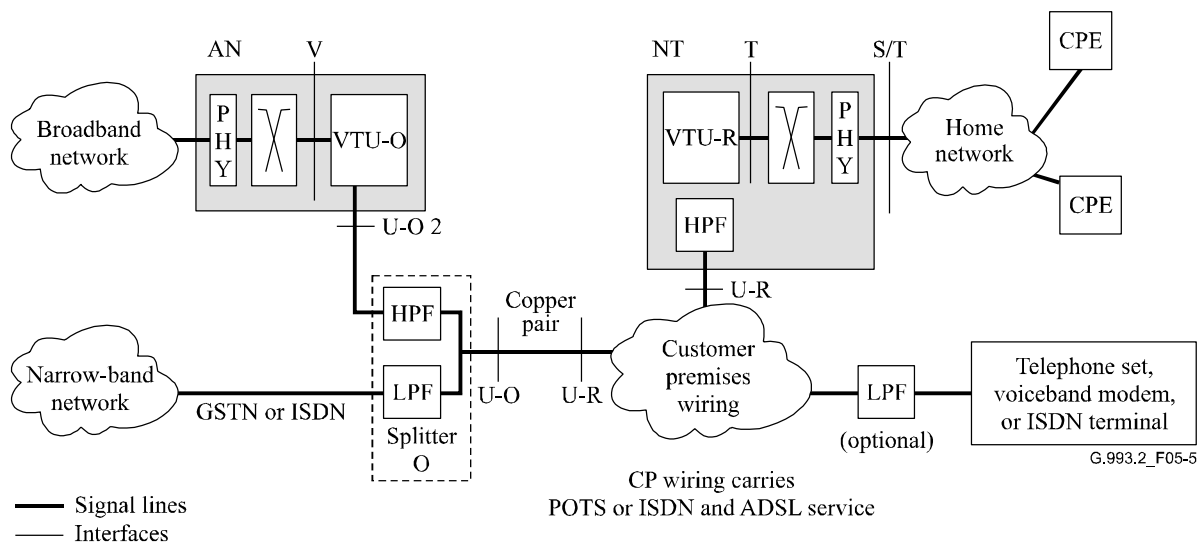 AN
V
NT
T
S/T
CPE
Broadband
network
P
H
Y
VTU-O
VTU-R
P
H
Y
Home
network
CPE
HPF
U-O 2
U-R
HPF
Copper
pair
Customer
premises
wiring
Narrow-band
network
GSTN or ISDN
LPF
Splitter
O
U-O
U-R
LPF
(optional)
Telephone set,
voiceband modem,
or ISDN terminal
G.993.2_F05-5
CP wiring carries
POTS or ISDN and ADSL service
Signal lines
Interfaces